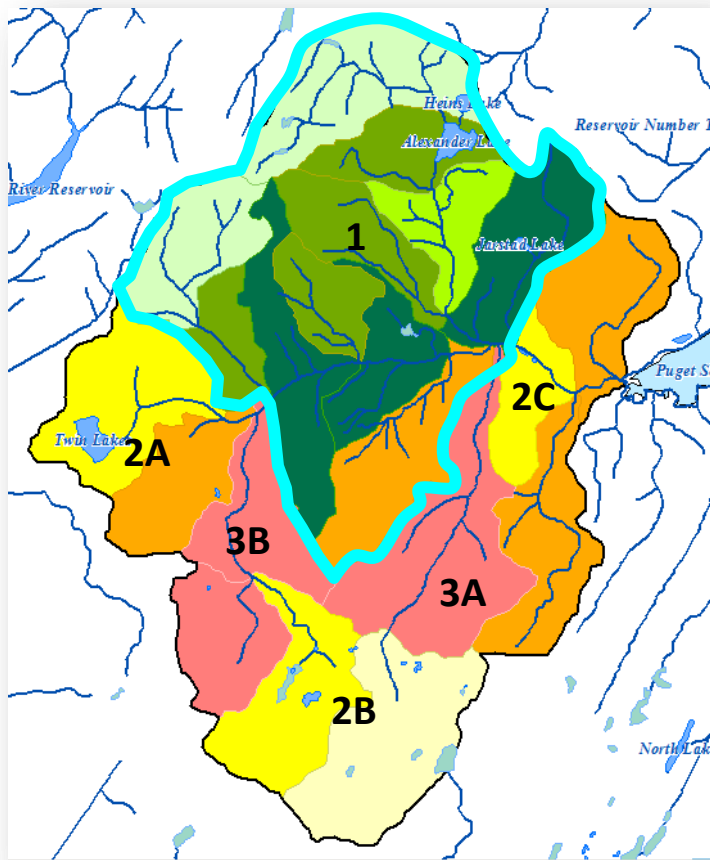 Heins Lake
Reservoir Number T
Alexander Lake
River Reservoir
1
Jarstad Lake
Puget S
2C
Twin Lake
2A
3B
3A
2B
North Lak